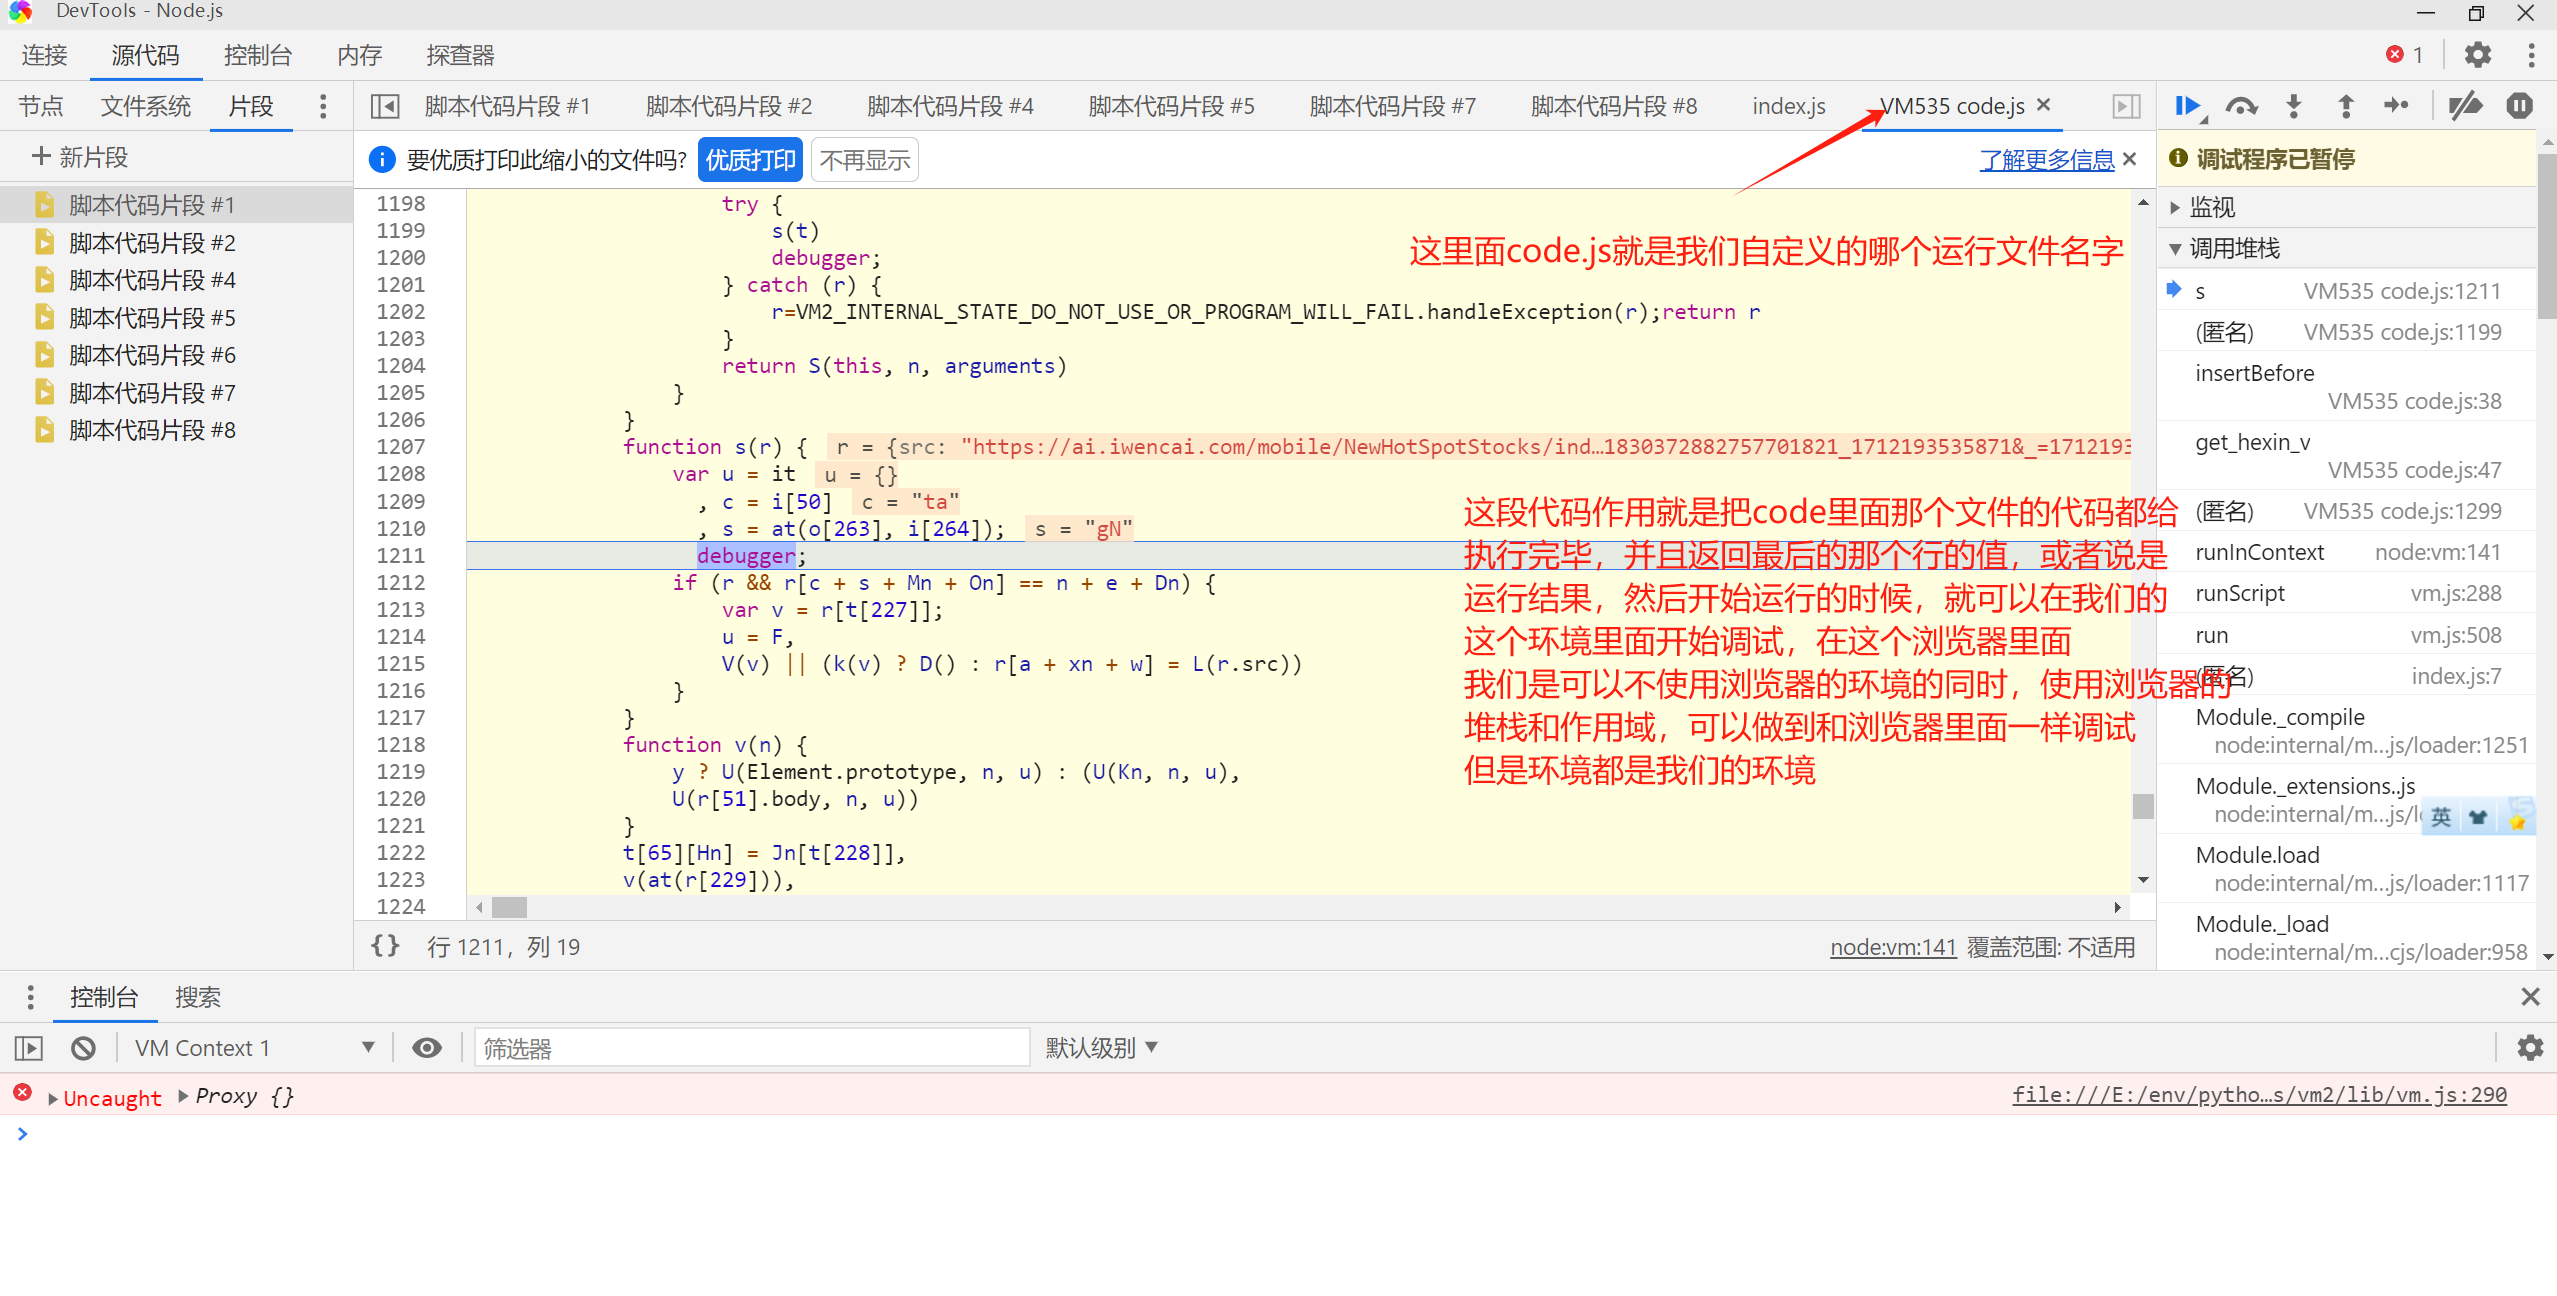 DevTools - Node.js
连接 源代码 控制台 内存 探查器 1
节点 文件系统 片段 脚本代码片段 #1 脚本代码片段 #2 脚本代码片段 #4 脚本代码片段 #5 脚本代码片段 #7 脚本代码片段 #8 index.js VM535 code.js
新片段
脚本代码片段 #1
脚本代码片段 #2
脚本代码片段 #4
脚本代码片段 #5
脚本代码片段 #6
脚本代码片段 #7
脚本代码片段 #8
要优质打印此缩小的文件吗? 优质打印 不再显示 了解更多信息
1198 try {
1199 s(t)
1200 debugger;
1201 } catch (r) {
1202 r=VM2_INTERNAL_STATE_DO_NOT_USE_OR_PROGRAM_WILL_FAIL.handleException(r);return r
1203 }
1204 return S(this, n, arguments)
1205 }
1206 }
1207 function s(r) { r = {src: "https://ai.iwencai.com/mobile/NewHotSpotStocks/ind…1830372882757701821_1712193535871&_=1712193
1208 var u = it u = {}
1209 , c = i[50] c = "ta"
1210 , s = at(o[263], i[264]); s = "gN"
1211 debugger;
1212 if (r && r[c + s + Mn + On] == n + e + Dn) {
1213 var v = r[t[227]];
1214 u = F,
1215 V(v) || (k(v) ? D() : r[a + xn + w] = L(r.src))
1216 }
1217 }
1218 function v(n) {
1219 y ? U(Element.prototype, n, u) : (U(Kn, n, u),
1220 U(r[51].body, n, u))
1221 }
1222 t[65][Hn] = Jn[t[228]],
1223 v(at(r[229])),
1224
这里面code.js就是我们自定义的哪个运行文件名字
这段代码作用就是把code里面那个文件的代码都给
执行完毕，并且返回最后的那个行的值，或者说是
运行结果，然后开始运行的时候，就可以在我们的
这个环境里面开始调试，在这个浏览器里面
我们是可以不使用浏览器的环境的同时，使用浏览器的
堆栈和作用域，可以做到和浏览器里面一样调试
但是环境都是我们的环境
{} 行 1211，列 19 node:vm:141 覆盖范围: 不适用
调试程序已暂停
监视
调用堆栈
s VM535 code.js:1211
(匿名) VM535 code.js:1199
insertBefore
VM535 code.js:38
get_hexin_v
VM535 code.js:47
(匿名) VM535 code.js:1299
runInContext node:vm:141
runScript vm.js:288
run vm.js:508
(匿名) index.js:7
Module._compile
node:internal/m…js/loader:1251
Module._extensions..js
node:internal/m…js/l
英
Module.load
node:internal/m…js/loader:1117
Module._load
node:internal/m…cjs/loader:958
控制台 搜索
VM Context 1 筛选器 默认级别
Uncaught Proxy {} file:///E:/env/pytho…s/vm2/lib/vm.js:290